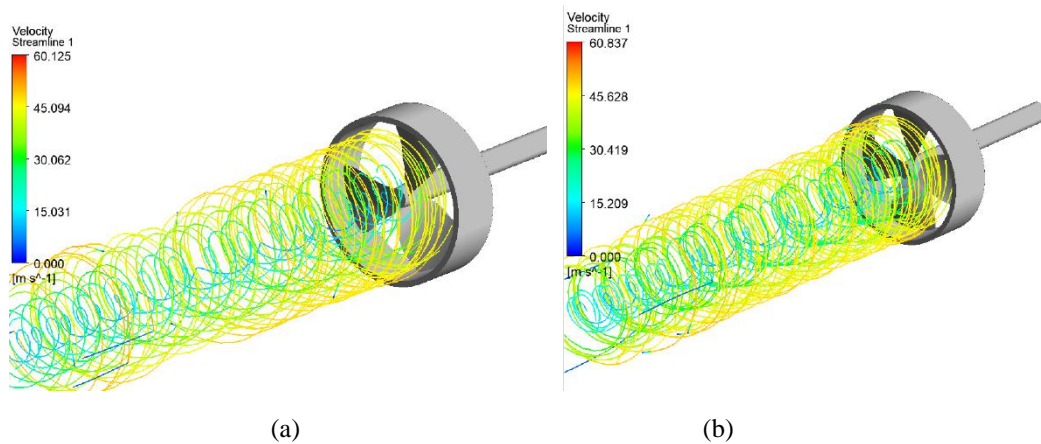 Velocity
Streamline 1
60.125
45.094
30.062
15.031
0.000
[m s^-1]
(a)
Velocity
Streamline 1
60.837
45.628
30.419
15.209
0.000
[m s^-1]
(b)